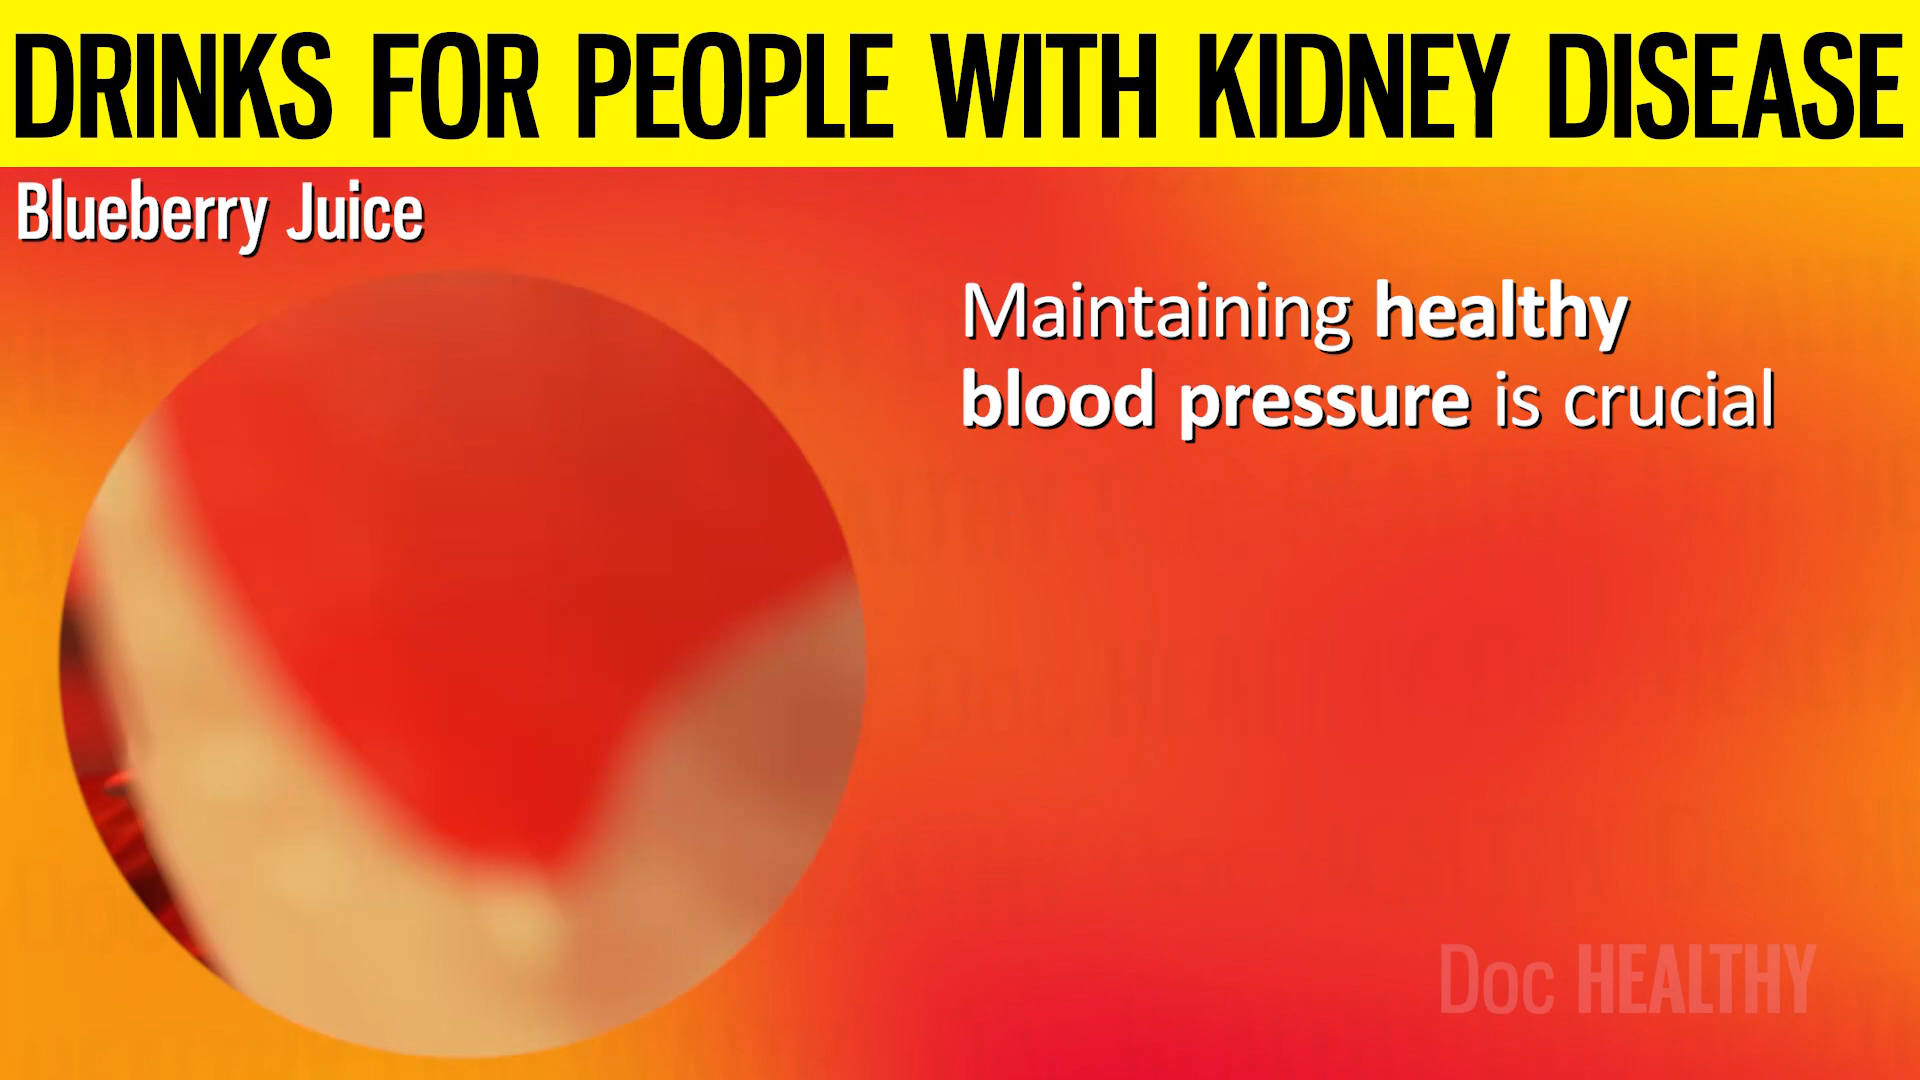 DRINKS FOR PEOPLE WITH KIDNEY DISEASE
Blueberry Juice
Maintaining healthy
blood pressure is crucial
Doc HEALTHY